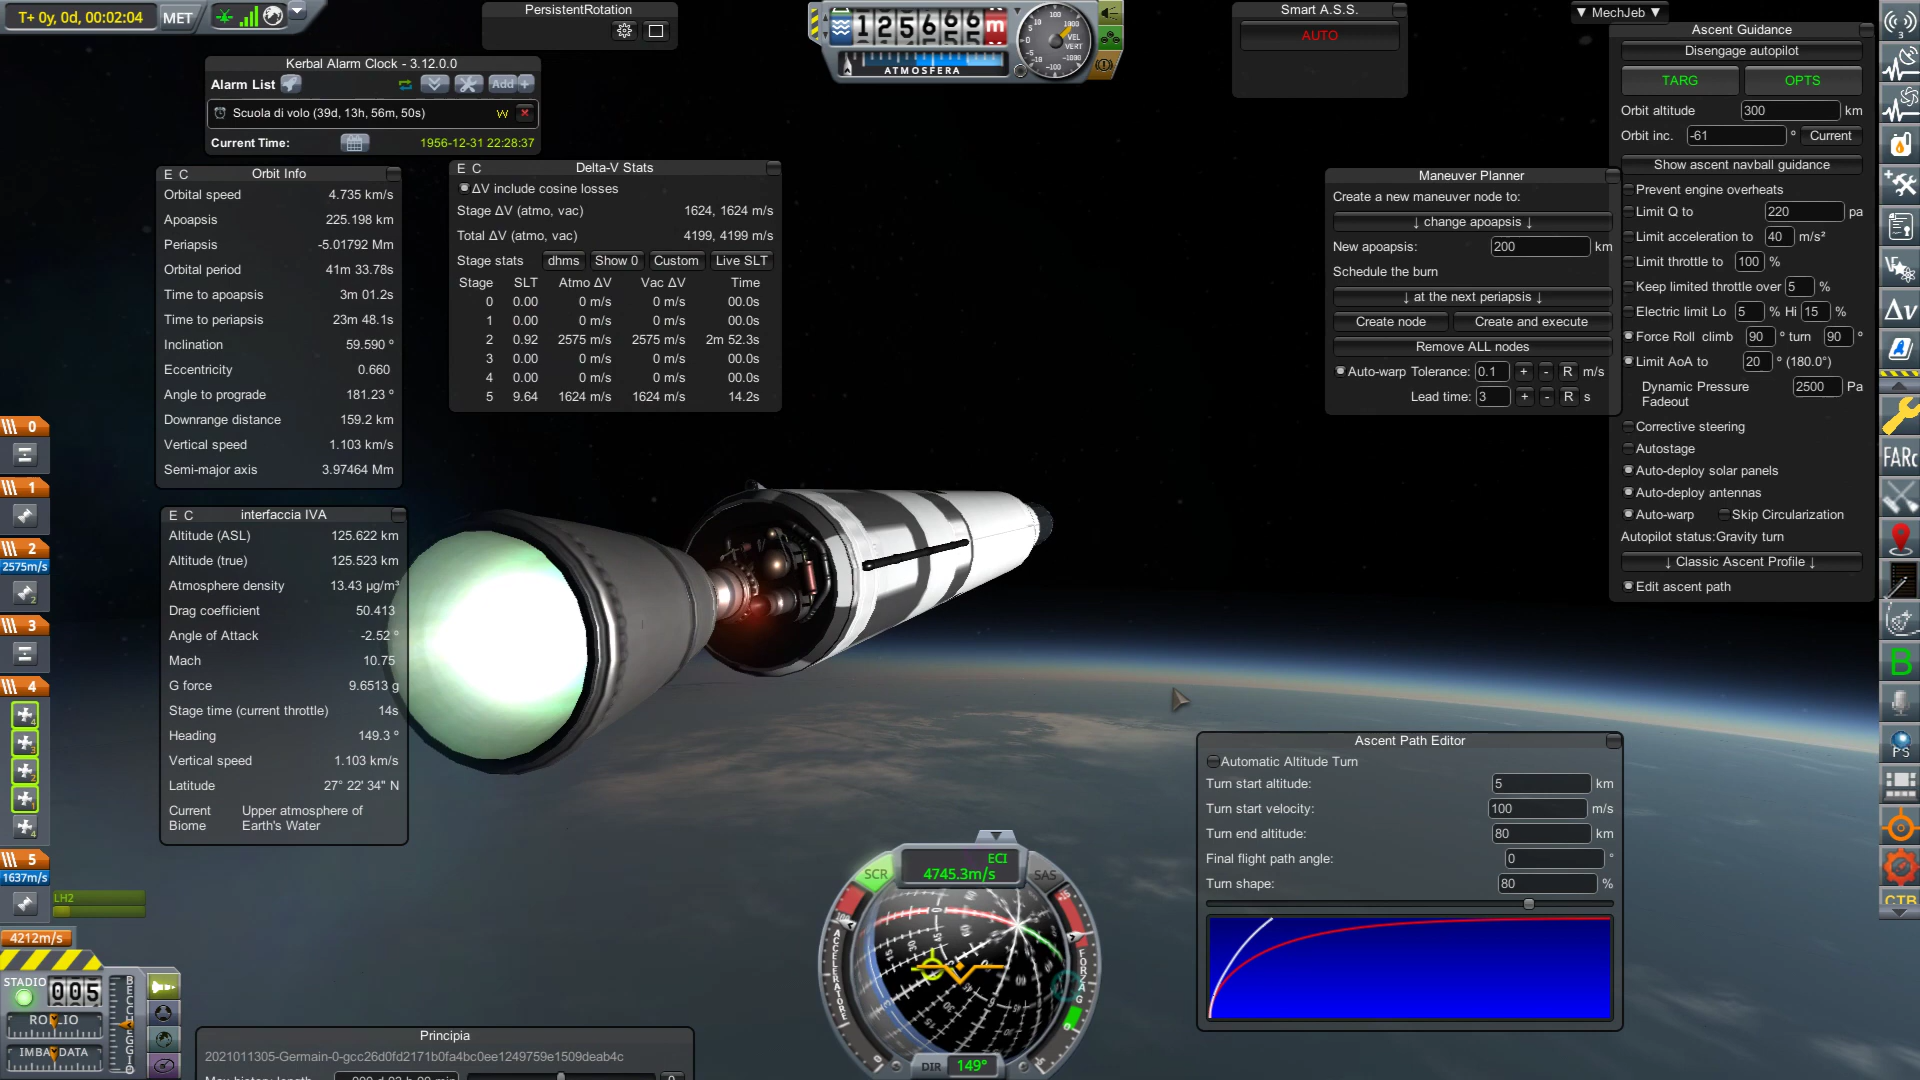 T+ 0y, 0d, 00:02:04 MET
PersistentRotation
Kerbal Alarm Clock - 3.12.0.0
Alarm List Add +
Scuola di volo (39d, 13h, 56m, 50s) W
Current Time: 1956-12-31 22:28:37
125666 m
ATMOSFERA
VEL VERT
Smart A.S.S.
AUTO
▼ MechJeb ▼
Ascent Guidance
Disengage autopilot
TARG OPTS
Orbit altitude 300 km
Orbit inc. -61 ° Current
Show ascent navball guidance
Prevent engine overheats
Limit Q to 220 pa
Limit acceleration to 40 m/s²
Limit throttle to 100 %
Keep limited throttle over 5 %
Electric limit Lo 5 % Hi 15 %
Force Roll climb 90 ° turn 90 °
Limit AoA to 20 ° (180.0°)
Dynamic Pressure Fadeout 2500 Pa
Corrective steering
Autostage
Auto-deploy solar panels
Auto-deploy antennas
Auto-warp Skip Circularization
Autopilot status:Gravity turn
↓ Classic Ascent Profile ↓
Edit ascent path
E C Orbit Info
Orbital speed 4.735 km/s
Apoapsis 225.198 km
Periapsis -5.01792 Mm
Orbital period 41m 33.78s
Time to apoapsis 3m 01.2s
Time to periapsis 23m 48.1s
Inclination 59.590 °
Eccentricity 0.660
Angle to prograde 181.23 °
Downrange distance 159.2 km
Vertical speed 1.103 km/s
Semi-major axis 3.97464 Mm
E C Delta-V Stats
ΔV include cosine losses
Stage ΔV (atmo, vac) 1624, 1624 m/s
Total ΔV (atmo, vac) 4199, 4199 m/s
Stage stats dhms Show 0 Custom Live SLT
Stage SLT Atmo ΔV Vac ΔV Time
0 0.00 0 m/s 0 m/s 00.0s
1 0.00 0 m/s 0 m/s 00.0s
2 0.92 2575 m/s 2575 m/s 2m 52.3s
3 0.00 0 m/s 0 m/s 00.0s
4 0.00 0 m/s 0 m/s 00.0s
5 9.64 1624 m/s 1624 m/s 14.2s
Maneuver Planner
Create a new maneuver node to:
↓ change apoapsis ↓
New apoapsis: 200 km
Schedule the burn
↓ at the next periapsis ↓
Create node Create and execute
Remove ALL nodes
Auto-warp Tolerance: 0.1 + - R m/s
Lead time: 3 + - R s
E C interfaccia IVA
Altitude (ASL) 125.622 km
Altitude (true) 125.523 km
Atmosphere density 13.43 µg/m³
Drag coefficient 50.413
Angle of Attack -2.52 °
Mach 10.75
G force 9.6513 g
Stage time (current throttle) 14s
Heading 149.3 °
Vertical speed 1.103 km/s
Latitude 27° 22' 34" N
Current Biome Upper atmosphere of Earth's Water
0
1
2
2575m/s
3
4
5
1637m/s
LH2
4212m/s
STADIO 005
ROLLIO
IMBARDATA
BECCHEGGIO
Ascent Path Editor
Automatic Altitude Turn
Turn start altitude: 5 km
Turn start velocity: 100 m/s
Turn end altitude: 80 km
Final flight path angle: 0 °
Turn shape: 80 %
ECI
4745.3m/s
SCR SAS
ACCELERATORE
FORZA G
DIR 149°
Principia
2021011305-Germain-0-gcc26d0fd2171b0fa4bc0ee1249759e1509deab4c
Δv
FARc
B
PS
CTB